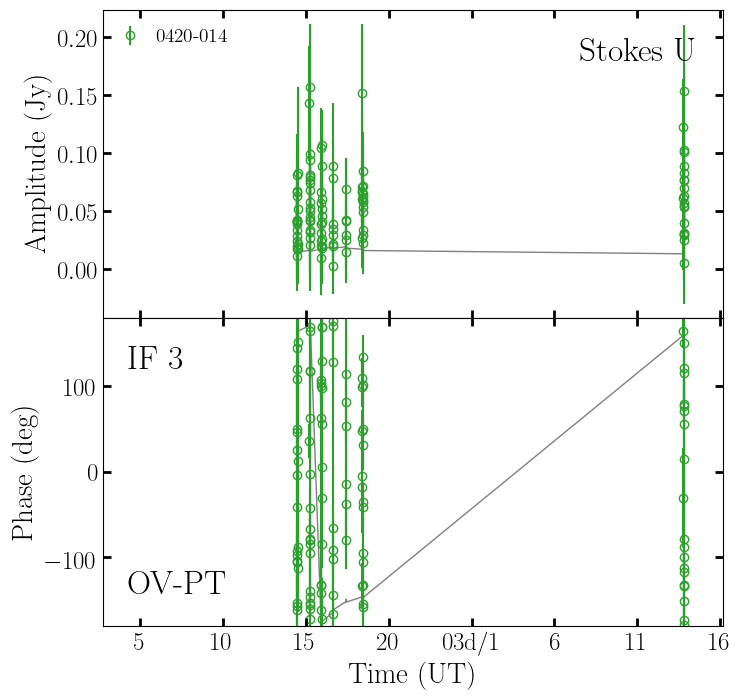 0420-014
Stokes U
0.20
0.15
0.10
0.05
0.00
Amplitude (Jy)
IF 3
100
0
−100
Phase (deg)
OV-PT
5 10 15 20 03d/1 6 11 16
Time (UT)